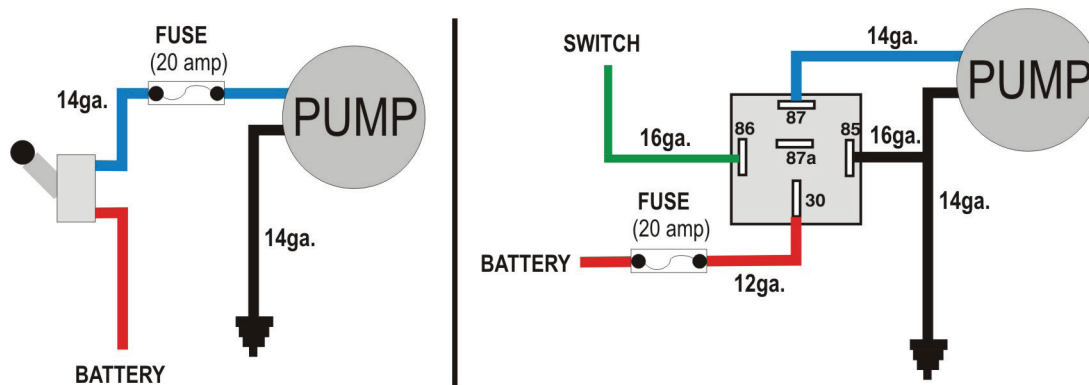 FUSE
(20 amp)
14ga.
PUMP
14ga.
BATTERY
SWITCH
14ga.
PUMP
87
86
85
16ga.
16ga.
87a
30
FUSE
(20 amp)
14ga.
BATTERY
12ga.